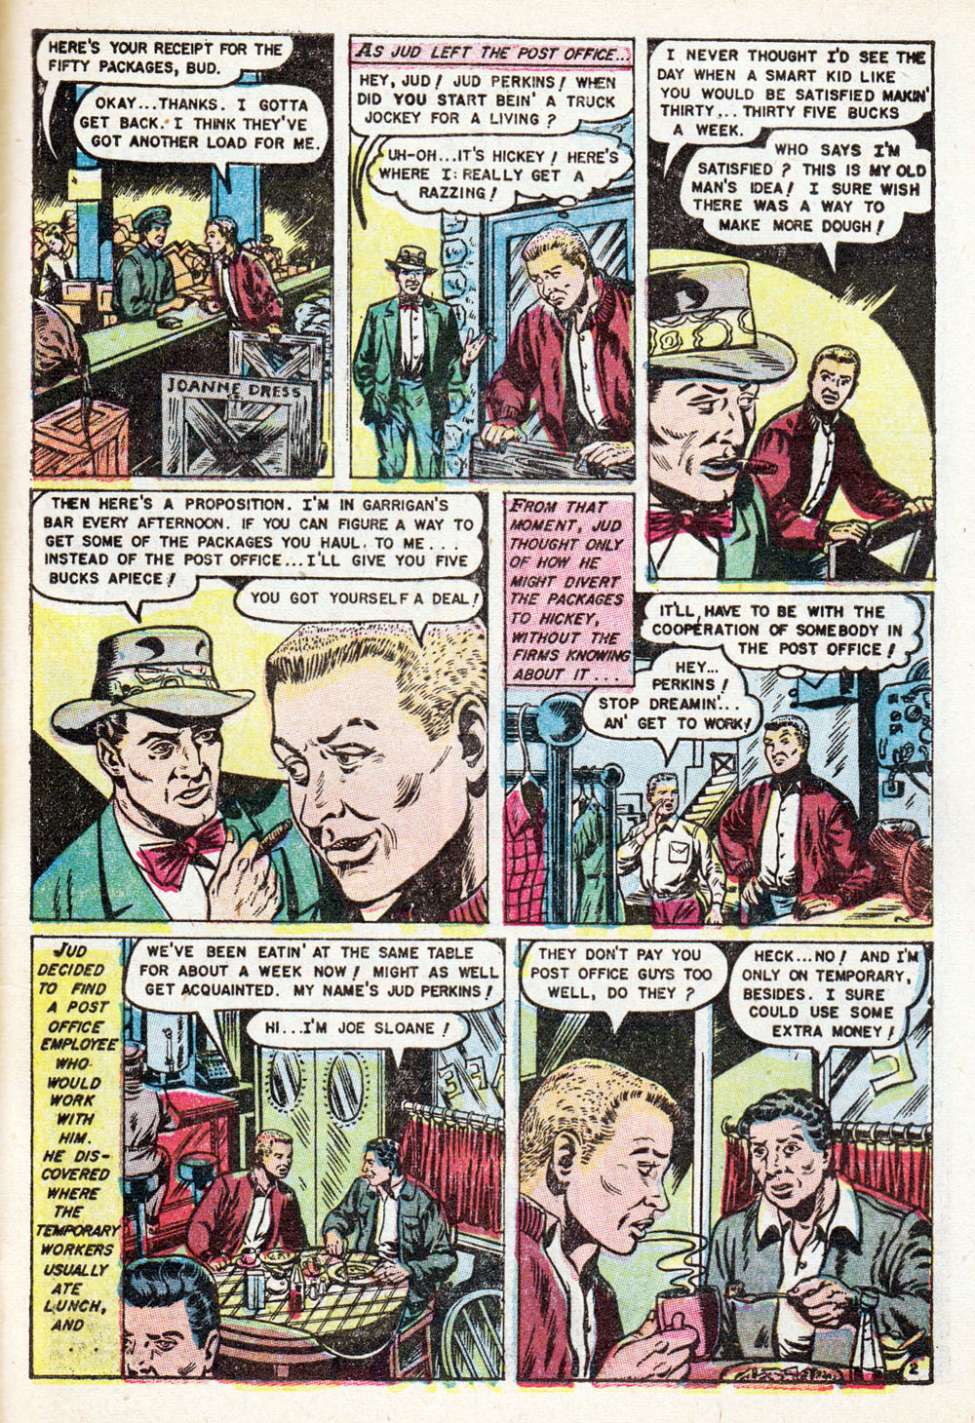 HERE'S YOUR RECEIPT FOR THE
FIFTY PACKAGES, BUD.
OKAY...THANKS. I GOTTA
GET BACK. I THINK THEY'VE
GOT ANOTHER LOAD FOR ME.
JOANNE DRESS
AS JUD LEFT THE POST OFFICE...
HEY, JUD! JUD PERKINS! WHEN
DID YOU START BEIN' A TRUCK
JOCKEY FOR A LIVING?
UH-OH...IT'S HICKEY! HERE'S
WHERE I REALLY GET A
RAZZING!
I NEVER THOUGHT I'D SEE THE
DAY WHEN A SMART KID LIKE
YOU WOULD BE SATISFIED MAKIN'
THIRTY... THIRTY FIVE BUCKS
A WEEK.
WHO SAYS I'M
SATISFIED? THIS IS MY OLD
MAN'S IDEA! I SURE WISH
THERE WAS A WAY TO
MAKE MORE DOUGH!
THEN HERE'S A PROPOSITION. I'M IN GARRIGAN'S
BAR EVERY AFTERNOON. IF YOU CAN FIGURE A WAY TO
GET SOME OF THE PACKAGES YOU HAUL. TO ME...
INSTEAD OF THE POST OFFICE...I'LL GIVE YOU FIVE
BUCKS APIECE!
YOU GOT YOURSELF A DEAL!
FROM THAT
MOMENT, JUD
THOUGHT ONLY
OF HOW HE
MIGHT DIVERT
THE PACKAGES
TO HICKEY,
WITHOUT THE
FIRMS KNOWING
ABOUT IT...
IT'LL HAVE TO BE WITH THE
COOPERATION OF SOMEBODY IN
THE POST OFFICE!
HEY...
PERKINS!
STOP DREAMIN'...
AN' GET TO WORK!
JUD
DECIDED
TO FIND
A POST
OFFICE
EMPLOYEE
WHO
WOULD
WORK
WITH
HIM.
HE DIS-
COVERED
WHERE
THE
TEMPORARY
WORKERS
USUALLY
ATE
LUNCH,
AND
WE'VE BEEN EATIN' AT THE SAME TABLE
FOR ABOUT A WEEK NOW! MIGHT AS WELL
GET ACQUAINTED. MY NAME'S JUD PERKINS!
HI...I'M JOE SLOANE!
THEY DON'T PAY YOU
POST OFFICE GUYS TOO
WELL, DO THEY?
HECK...NO! AND I'M
ONLY ON TEMPORARY,
BESIDES. I SURE
COULD USE SOME
EXTRA MONEY!
2